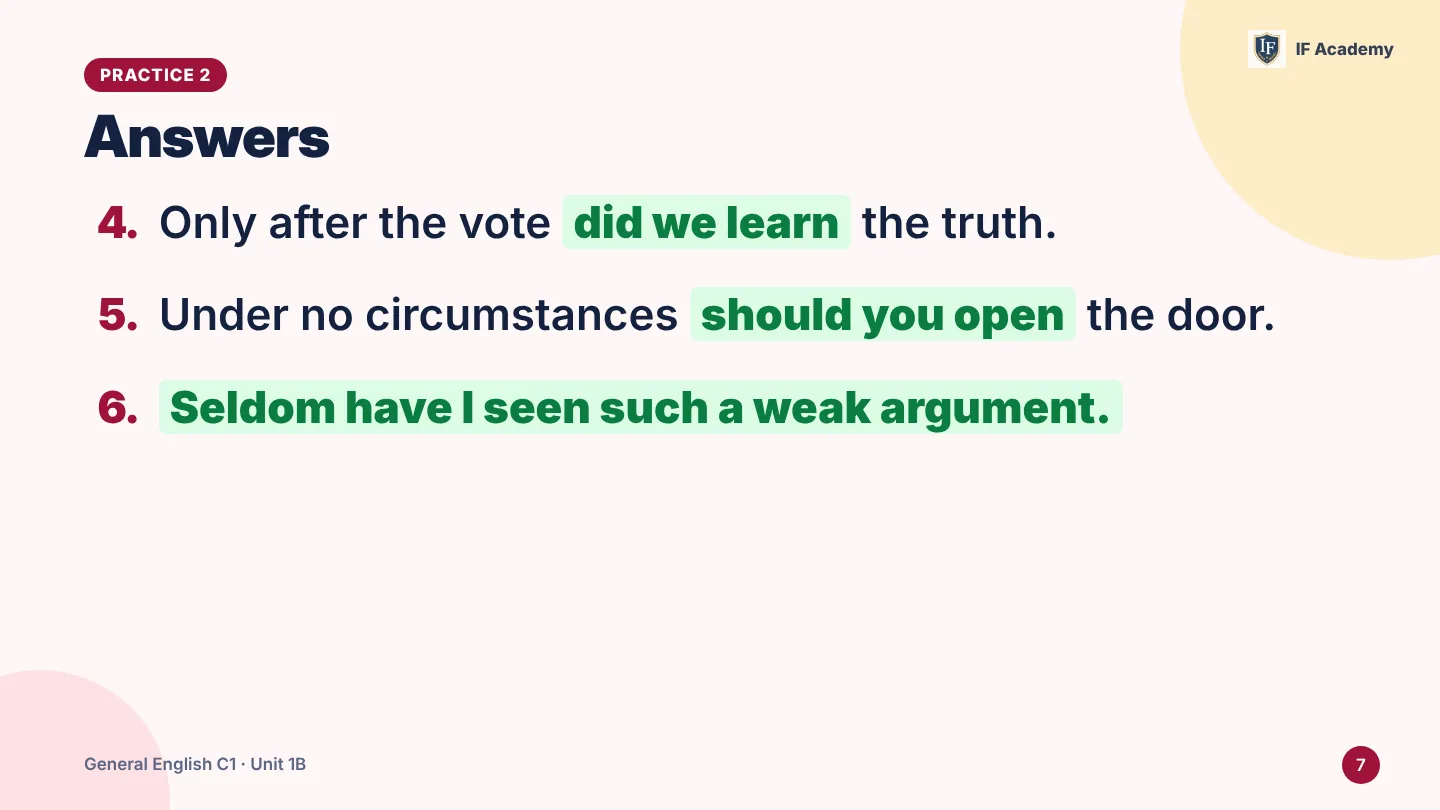 IF IF Academy
PRACTICE 2
Answers
4. Only after the vote did we learn the truth.
5. Under no circumstances should you open the door.
6. Seldom have I seen such a weak argument.
General English C1 · Unit 1B
7